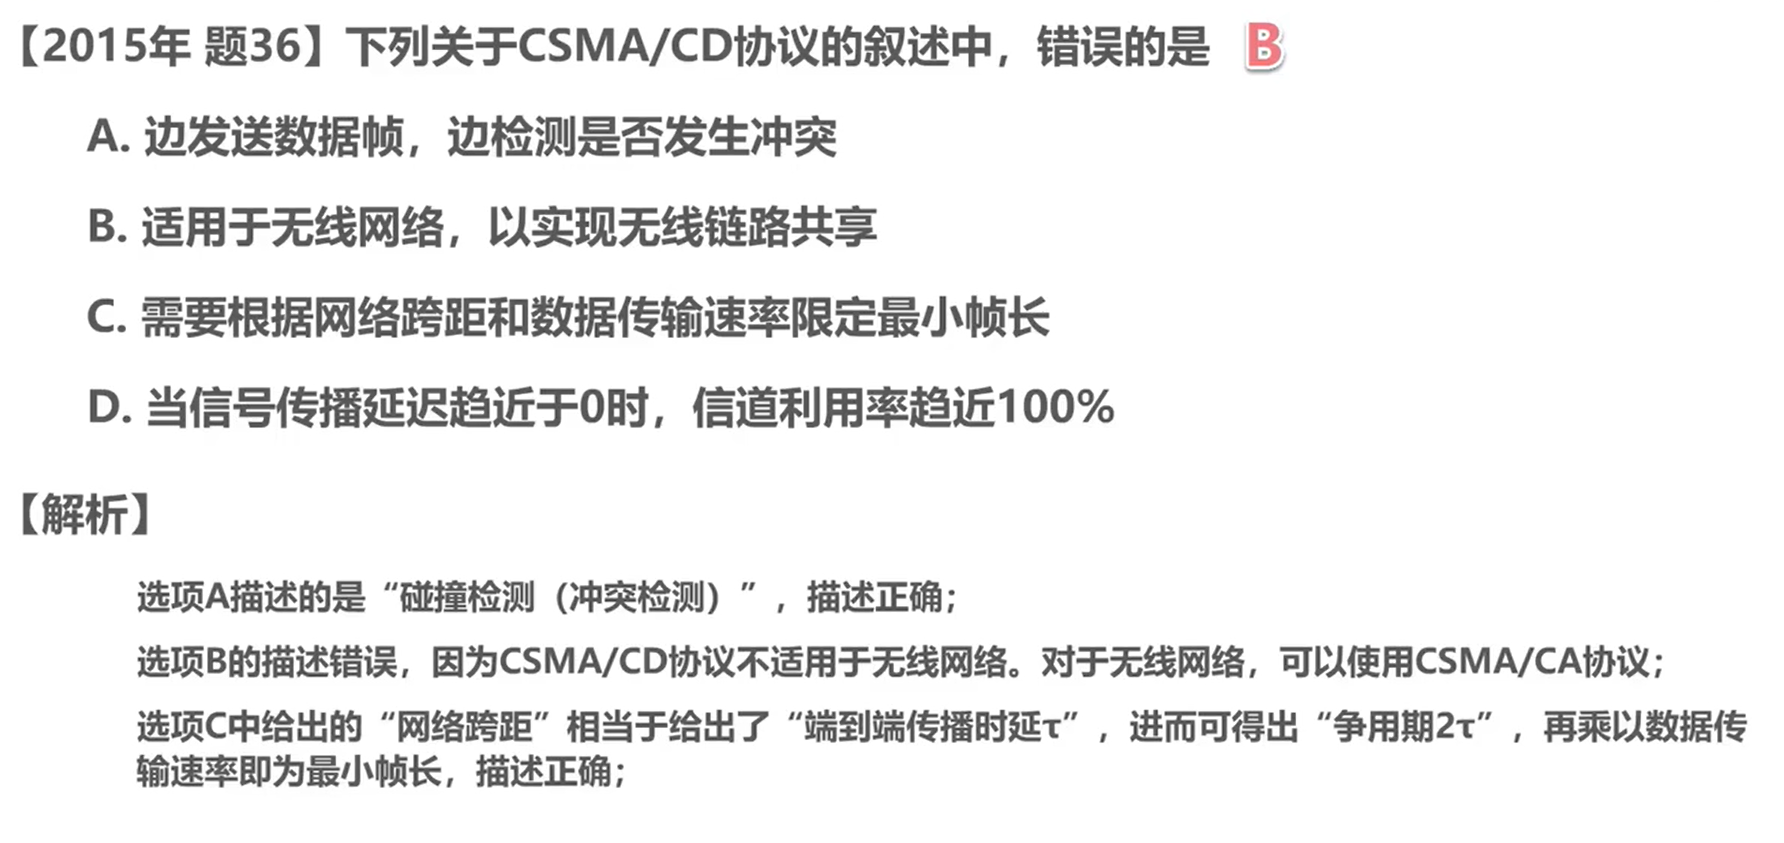 【2015年 题36】下列关于CSMA/CD协议的叙述中，错误的是 B
A. 边发送数据帧，边检测是否发生冲突
B. 适用于无线网络，以实现无线链路共享
C. 需要根据网络跨距和数据传输速率限定最小帧长
D. 当信号传播延迟趋近于0时，信道利用率趋近100%
【解析】
选项A描述的是“碰撞检测（冲突检测）”，描述正确；
选项B的描述错误，因为CSMA/CD协议不适用于无线网络。对于无线网络，可以使用CSMA/CA协议；
选项C中给出的“网络跨距”相当于给出了“端到端传播时延τ”，进而可得出“争用期2τ”，再乘以数据传
输速率即为最小帧长，描述正确；